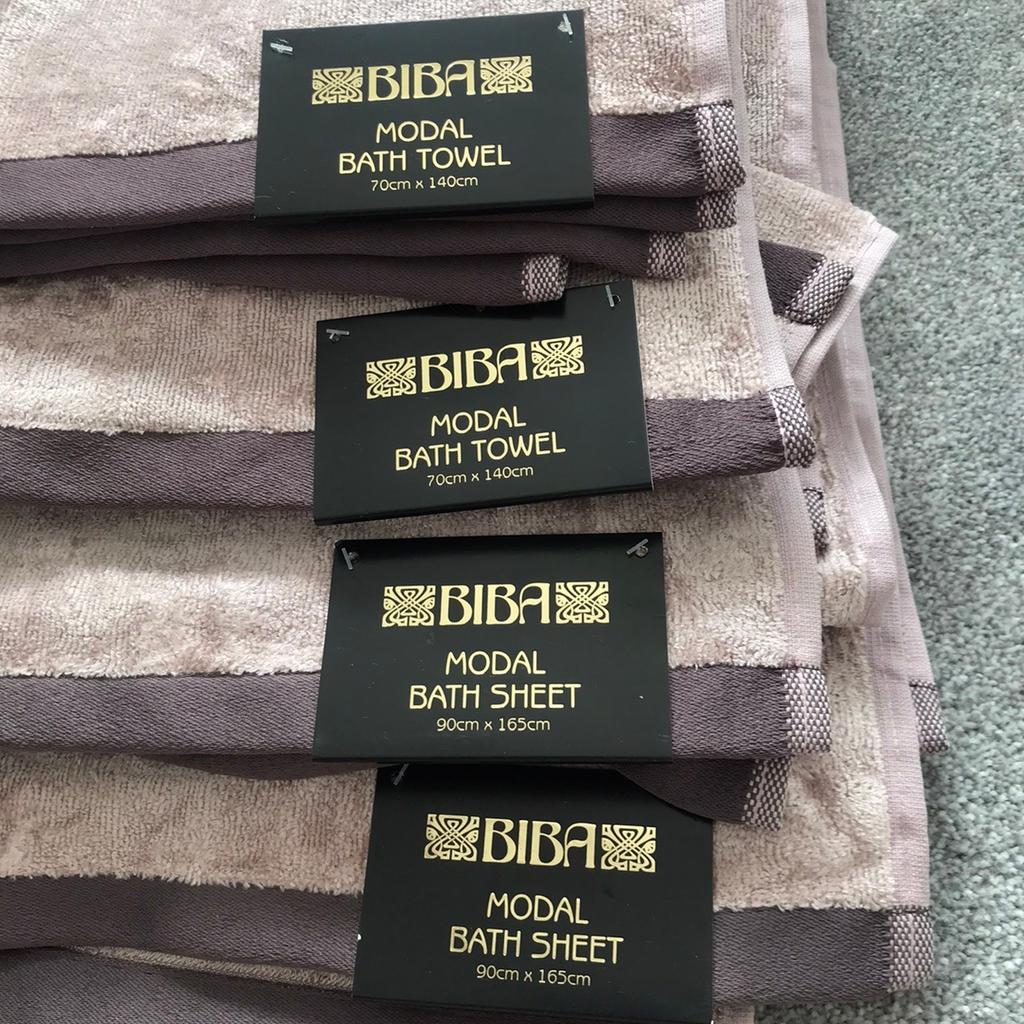 BIBA
MODAL
BATH TOWEL
70cm x 140cm
BIBA
MODAL
BATH TOWEL
70cm x 140cm
BIBA
MODAL
BATH SHEET
90cm x 165cm
BIBA
MODAL
BATH SHEET
90cm x 165cm